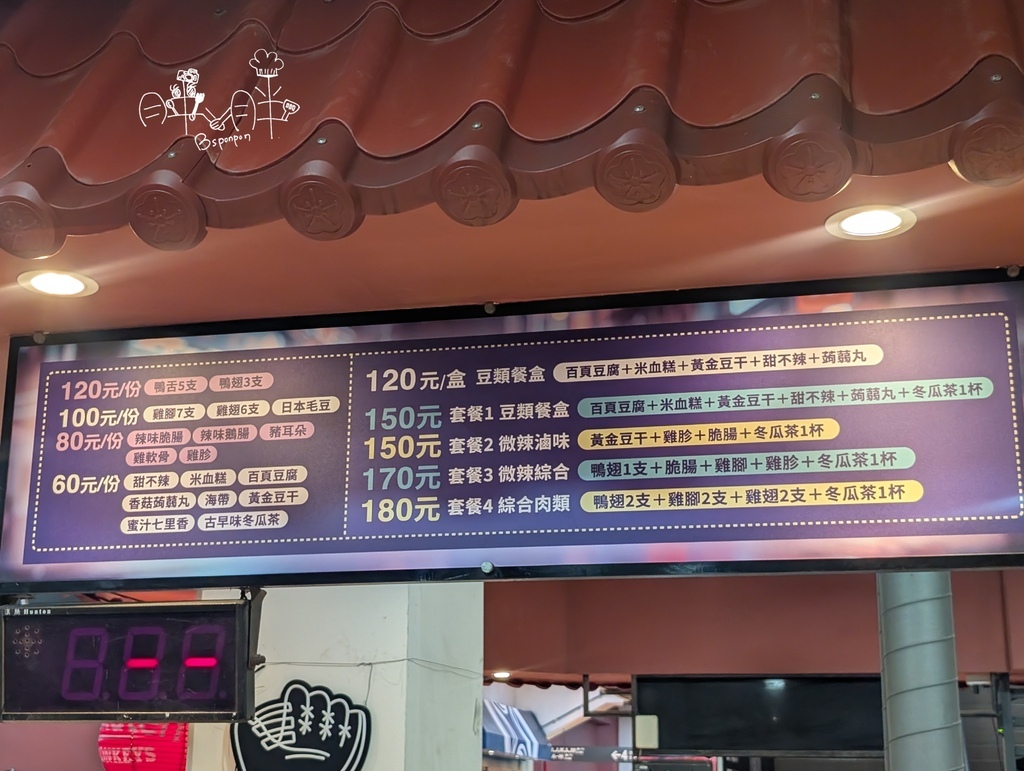 Bsponpon
120元/份 鴨舌5支 鴨翅3支
100元/份 雞腳7支 雞翅6支 日本毛豆
80元/份 辣味脆腸 辣味鵝腸 豬耳朵
雞軟骨 雞胗
60元/份 甜不辣 米血糕 百頁豆腐
香菇蒟蒻丸 海帶 黃金豆干
蜜汁七里香 古早味冬瓜茶
120元/盒 豆類餐盒 百頁豆腐+米血糕+黃金豆干+甜不辣+蒟蒻丸
150元 套餐1 豆類餐盒 百頁豆腐+米血糕+黃金豆干+甜不辣+蒟蒻丸+冬瓜茶1杯
150元 套餐2 微辣滷味 黃金豆干+雞胗+脆腸+冬瓜茶1杯
170元 套餐3 微辣綜合 鴨翅1支+脆腸+雞腳+雞胗+冬瓜茶1杯
180元 套餐4 綜合肉類 鴨翅2支+雞腳2支+雞翅2支+冬瓜茶1杯
Hunton